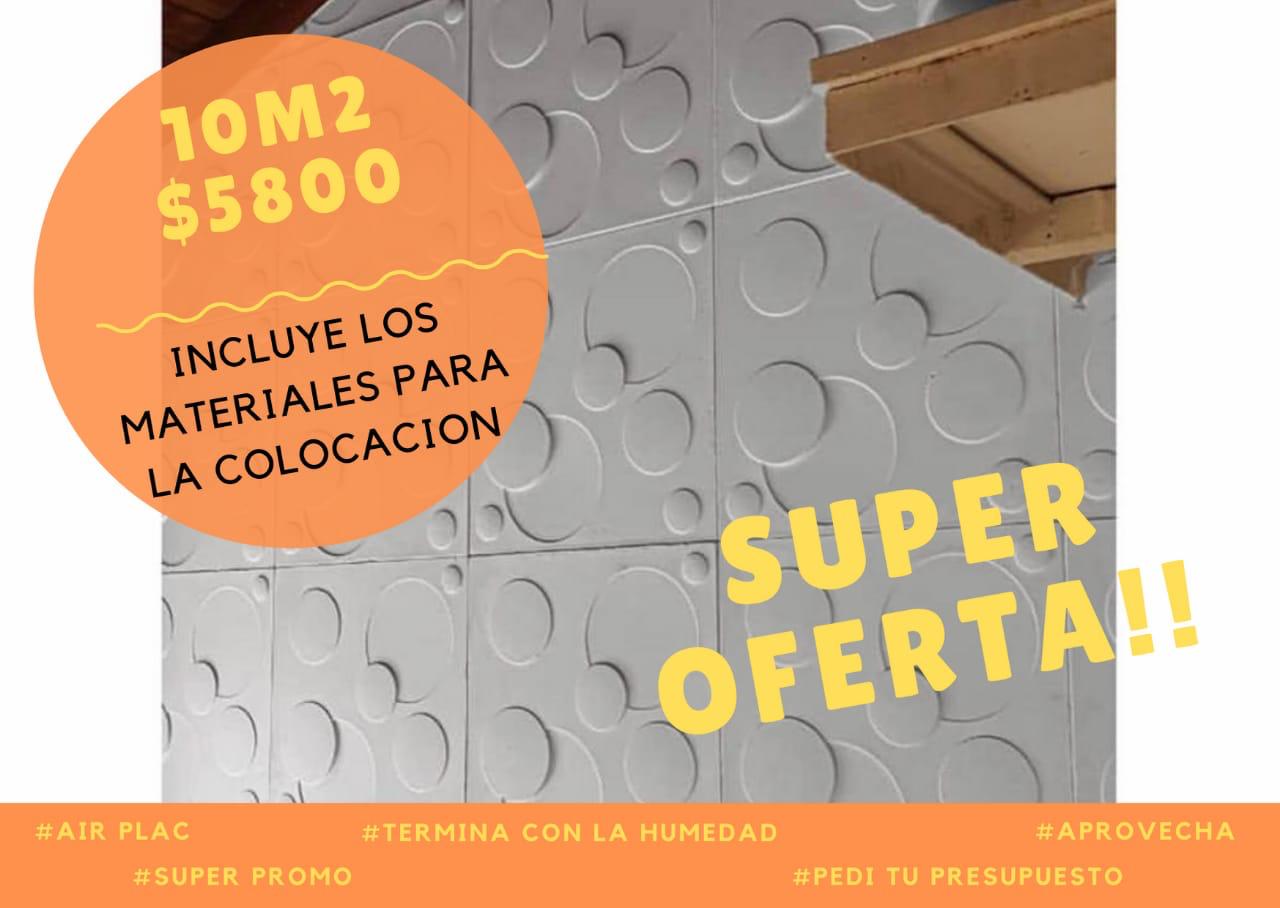 10M2
$5800
INCLUYE LOS
MATERIALES PARA
LA COLOCACION
SUPER
OFERTA!!
#AIR PLAC
#TERMINA CON LA HUMEDAD
#APROVECHA
#SUPER PROMO
#PEDI TU PRESUPUESTO